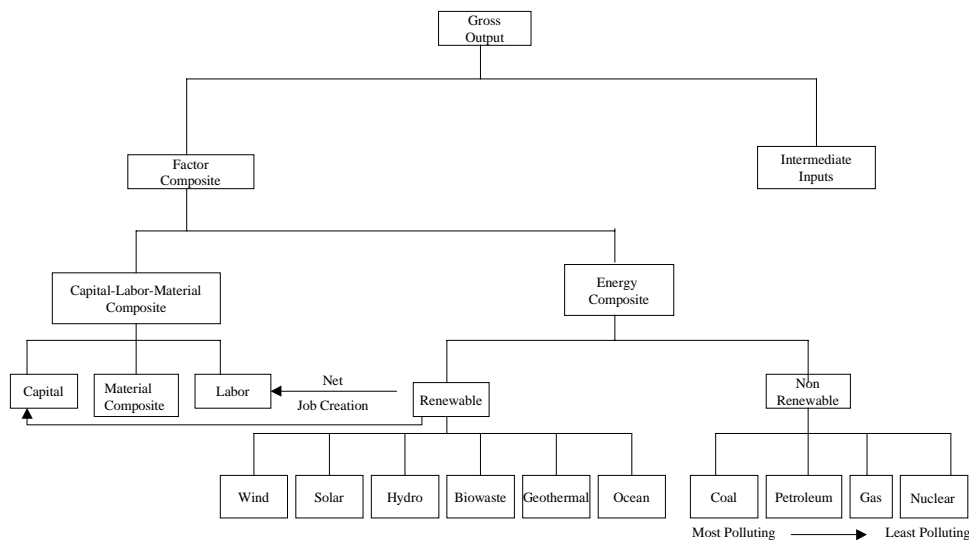 Gross
Output
Factor
Composite
Intermediate
Inputs
Capital-Labor-Material
Composite
Energy
Composite
Capital
Material
Composite
Labor
Net
Job Creation
Renewable
Non
Renewable
Wind
Solar
Hydro
Biowaste
Geothermal
Ocean
Coal
Petroleum
Gas
Nuclear
Most Polluting
Least Polluting